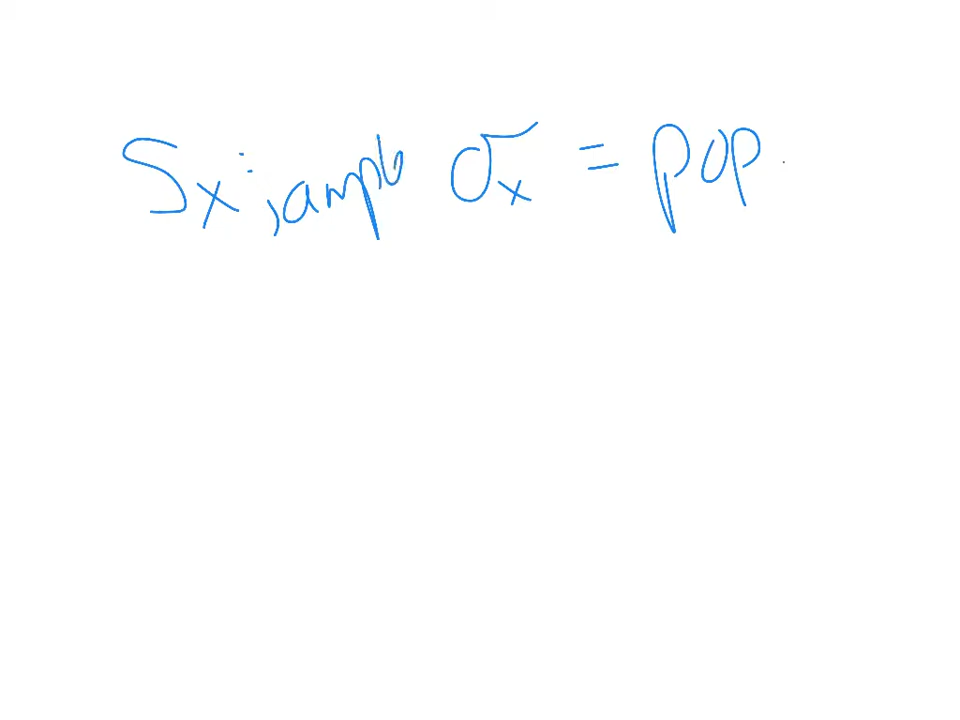 Sx = sample σx = pop.